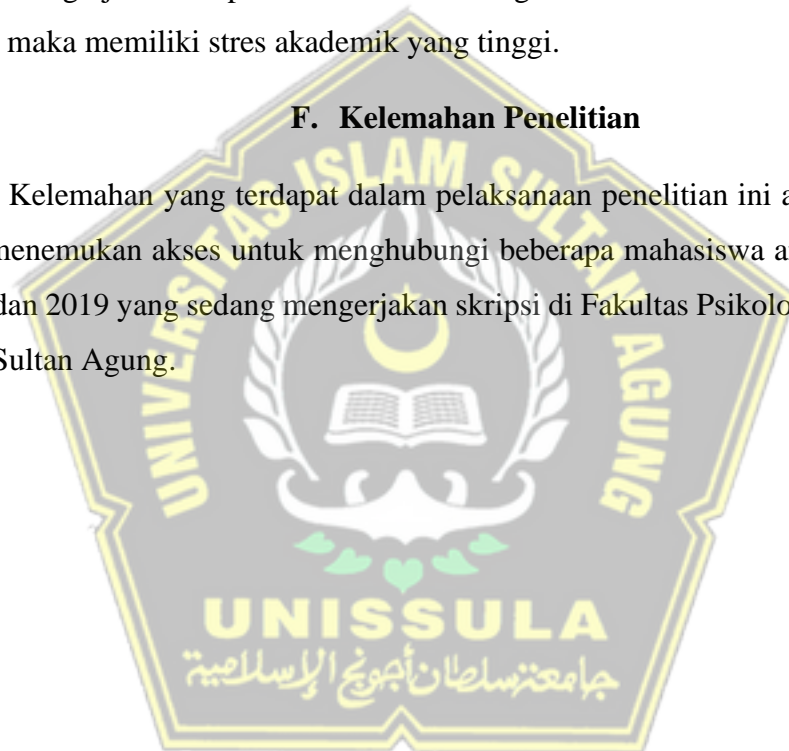 maka memiliki stres akademik yang tinggi.
F. Kelemahan Penelitian
Kelemahan yang terdapat dalam pelaksanaan penelitian ini
menemukan akses untuk menghubungi beberapa mahasiswa
dan 2019 yang sedang mengerjakan skripsi di Fakultas
Sultan Agung.
UNIVERSITAS ISLAM SULTAN AGUNG
UNISSULA
جامعة سلطان أجونج الإسلامية